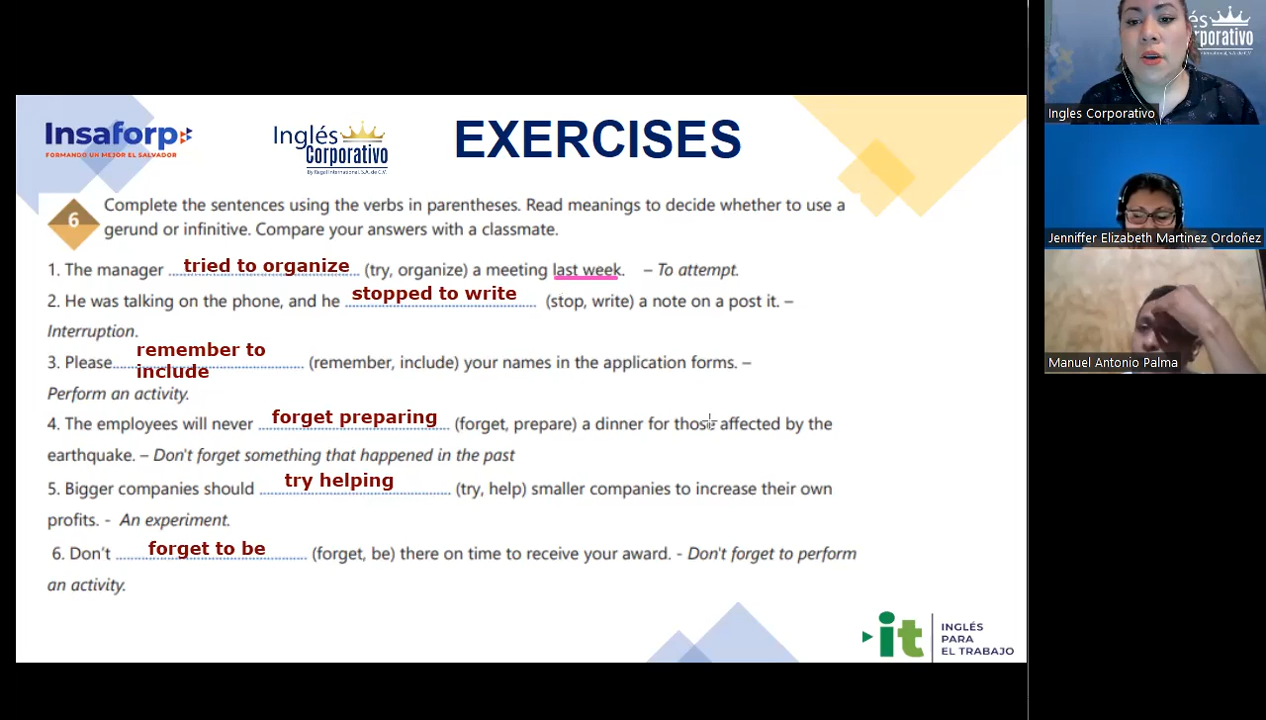 Insaforp
FORMANDO UN MEJOR EL SALVADOR
Inglés
Corporativo
By Regal International, S.A. de C.V.
EXERCISES
6
Complete the sentences using the verbs in parentheses. Read meanings to decide whether to use a
gerund or infinitive. Compare your answers with a classmate.
1. The manager tried to organize (try, organize) a meeting last week. – To attempt.
2. He was talking on the phone, and he stopped to write (stop, write) a note on a post it. –
Interruption.
3. Please remember to include (remember, include) your names in the application forms. –
Perform an activity.
4. The employees will never forget preparing (forget, prepare) a dinner for those affected by the
earthquake. – Don't forget something that happened in the past
5. Bigger companies should try helping (try, help) smaller companies to increase their own
profits. - An experiment.
6. Don't forget to be (forget, be) there on time to receive your award. - Don't forget to perform
an activity.
it
INGLÉS
PARA
EL TRABAJO
és
rporativo
Ingles Corporativo
Jenniffer Elizabeth Martinez Ordoñez
Manuel Antonio Palma